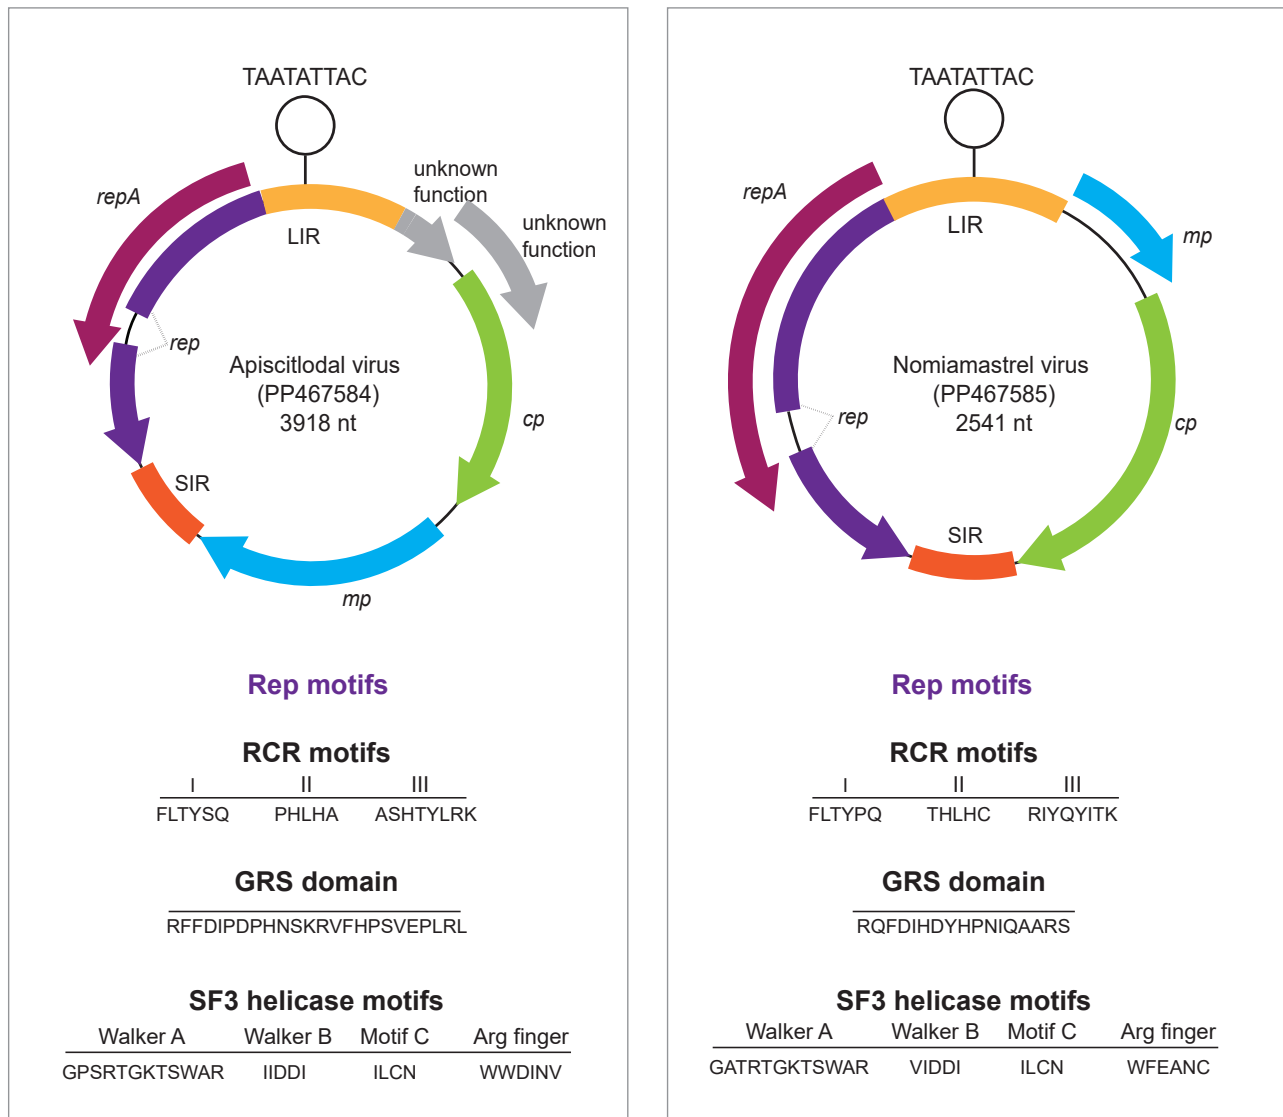 TAATATTAC
repA
unknown
function
unknown
function
LIR
rep
Apiscitlodal virus
(PP467584)
3918 nt
cp
SIR
mp
Rep motifs
RCR motifs
I II III
FLTYSQ PHLHA ASHTYLRK
GRS domain
RFFDIPDPHNSKRVFHPSVEPLRL
SF3 helicase motifs
Walker A Walker B Motif C Arg finger
GPSRTGKTSWAR IIDDI ILCN WWDINV
TAATATTAC
repA
LIR
mp
Nomiamastrel virus
(PP467585)
2541 nt
rep
cp
SIR
Rep motifs
RCR motifs
I II III
FLTYPQ THLHC RIYQYITK
GRS domain
RQFDIHDYHPNIQAARS
SF3 helicase motifs
Walker A Walker B Motif C Arg finger
GATRTGKTSWAR VIDDI ILCN WFEANC